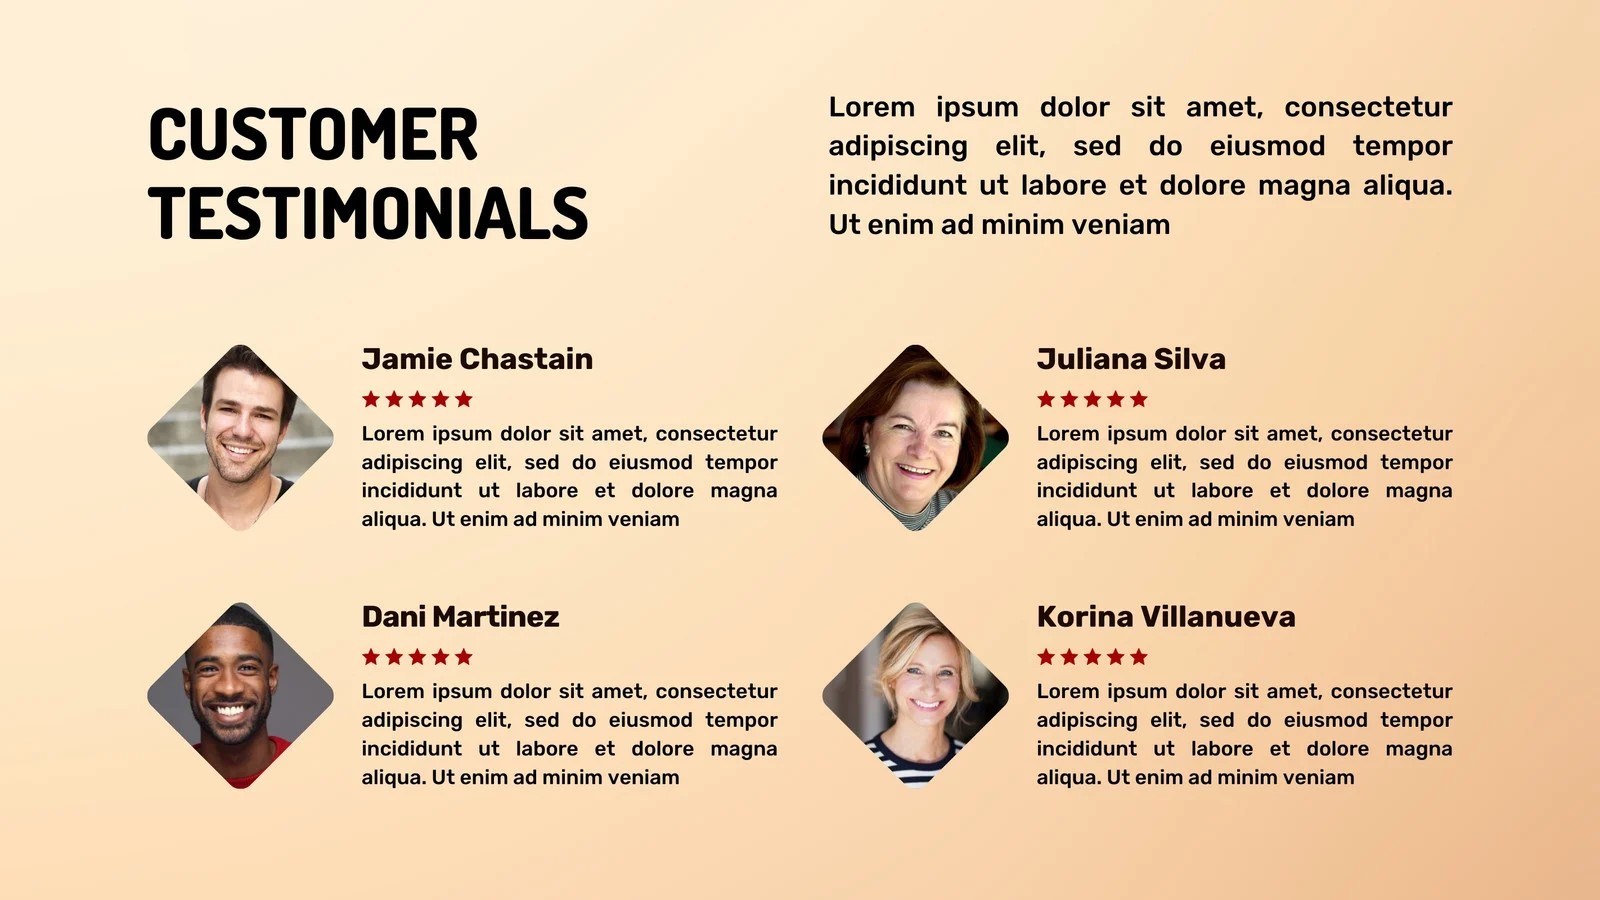 CUSTOMER
TESTIMONIALS
Lorem ipsum dolor sit amet, consectetur
adipiscing elit, sed do eiusmod tempor
incididunt ut labore et dolore magna aliqua.
Ut enim ad minim veniam
Jamie Chastain
Lorem ipsum dolor sit amet, consectetur
adipiscing elit, sed do eiusmod tempor
incididunt ut labore et dolore magna
aliqua. Ut enim ad minim veniam
Juliana Silva
Lorem ipsum dolor sit amet, consectetur
adipiscing elit, sed do eiusmod tempor
incididunt ut labore et dolore magna
aliqua. Ut enim ad minim veniam
Dani Martinez
Lorem ipsum dolor sit amet, consectetur
adipiscing elit, sed do eiusmod tempor
incididunt ut labore et dolore magna
aliqua. Ut enim ad minim veniam
Korina Villanueva
Lorem ipsum dolor sit amet, consectetur
adipiscing elit, sed do eiusmod tempor
incididunt ut labore et dolore magna
aliqua. Ut enim ad minim veniam